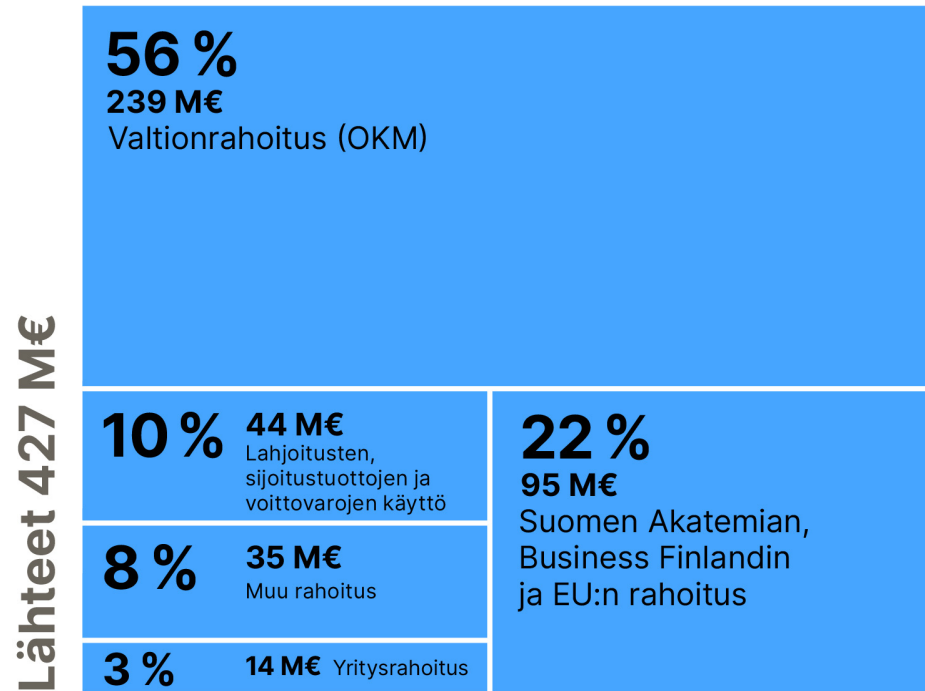 Lähteet 427 M€
56 %
239 M€
Valtionrahoitus (OKM)
10 %
44 M€
Lahjoitusten,
sijoitustuottojen ja
voittovarojen käyttö
8 %
35 M€
Muu rahoitus
3 %
14 M€ Yritysrahoitus
22 %
95 M€
Suomen Akatemian,
Business Finlandin
ja EU:n rahoitus